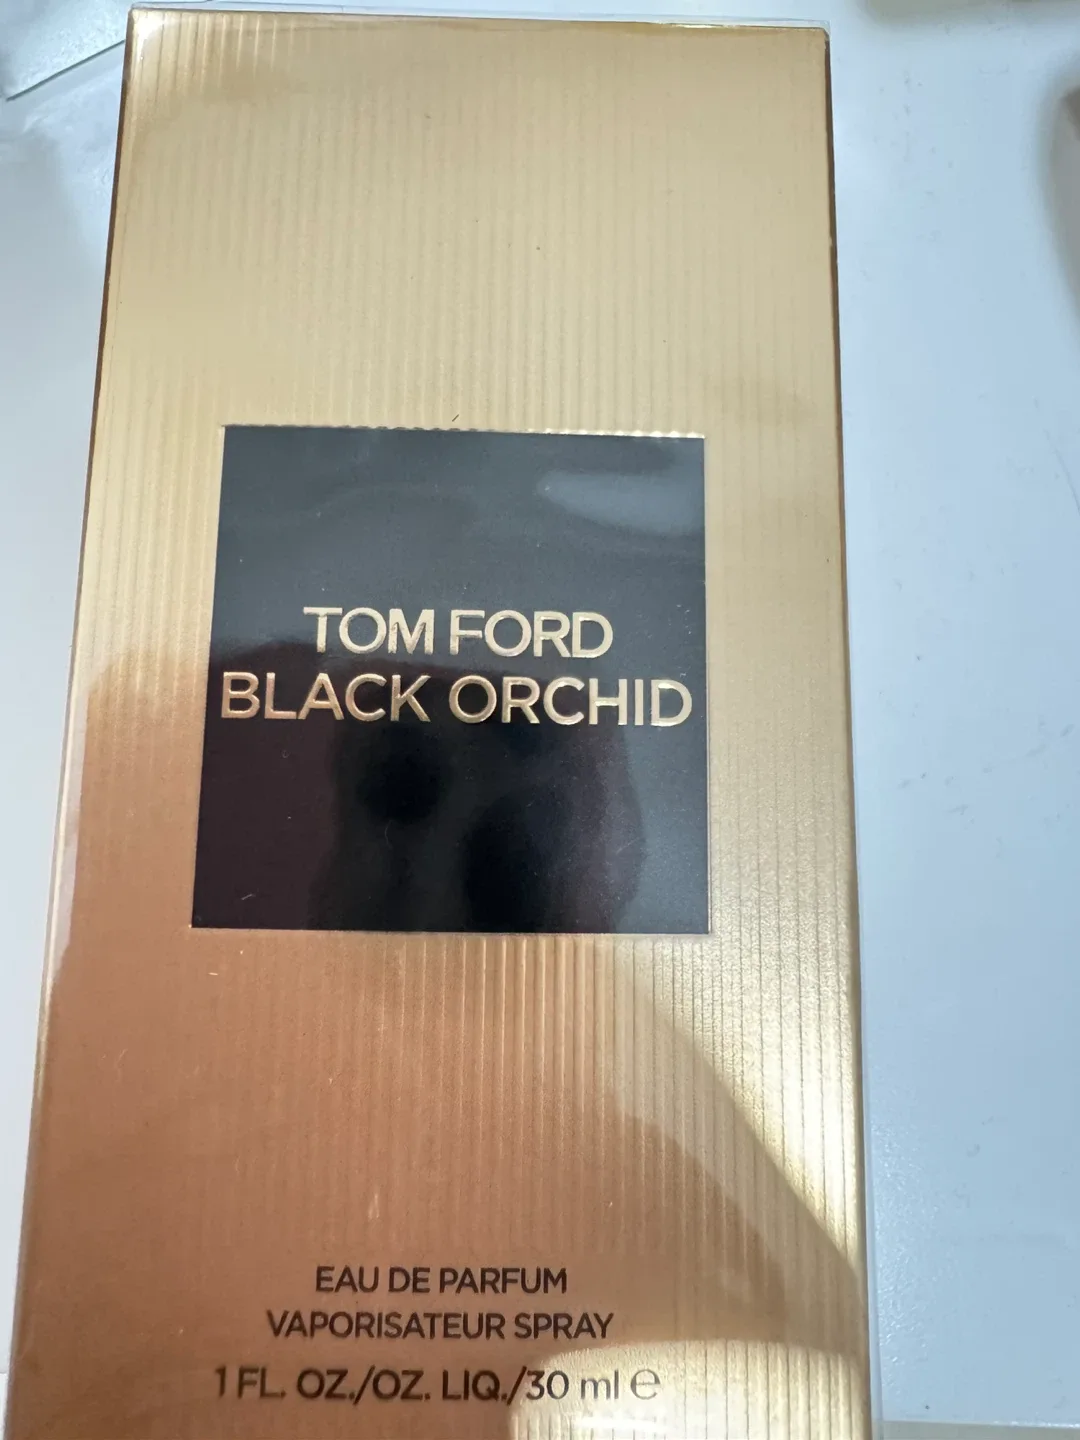 TOM FORD
BLACK ORCHID
EAU DE PARFUM
VAPORISATEUR SPRAY
1 FL. OZ./OZ. LIQ./30 ml ℮